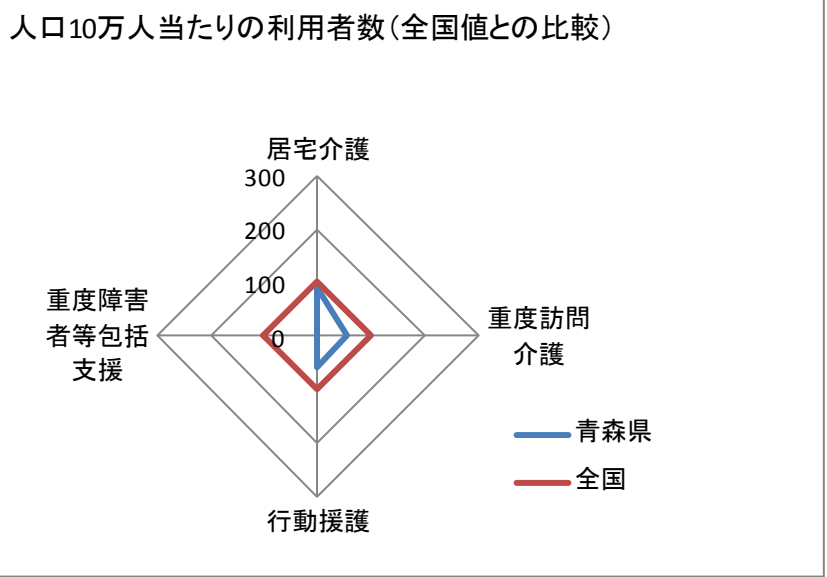 人口10万人当たりの利用者数(全国値との比較)
居宅介護
300
200
100
0
重度障害
者等包括
支援
重度訪問
介護
行動援護
青森県
全国